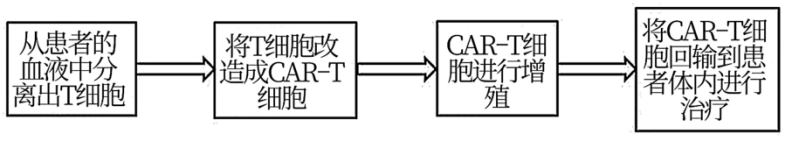 从患者的
血液中分
离出T细胞
将T细胞改
造成CAR-T
细胞
CAR-T细
胞进行增
殖
将CAR-T细
胞回输到患
者体内进行
治疗